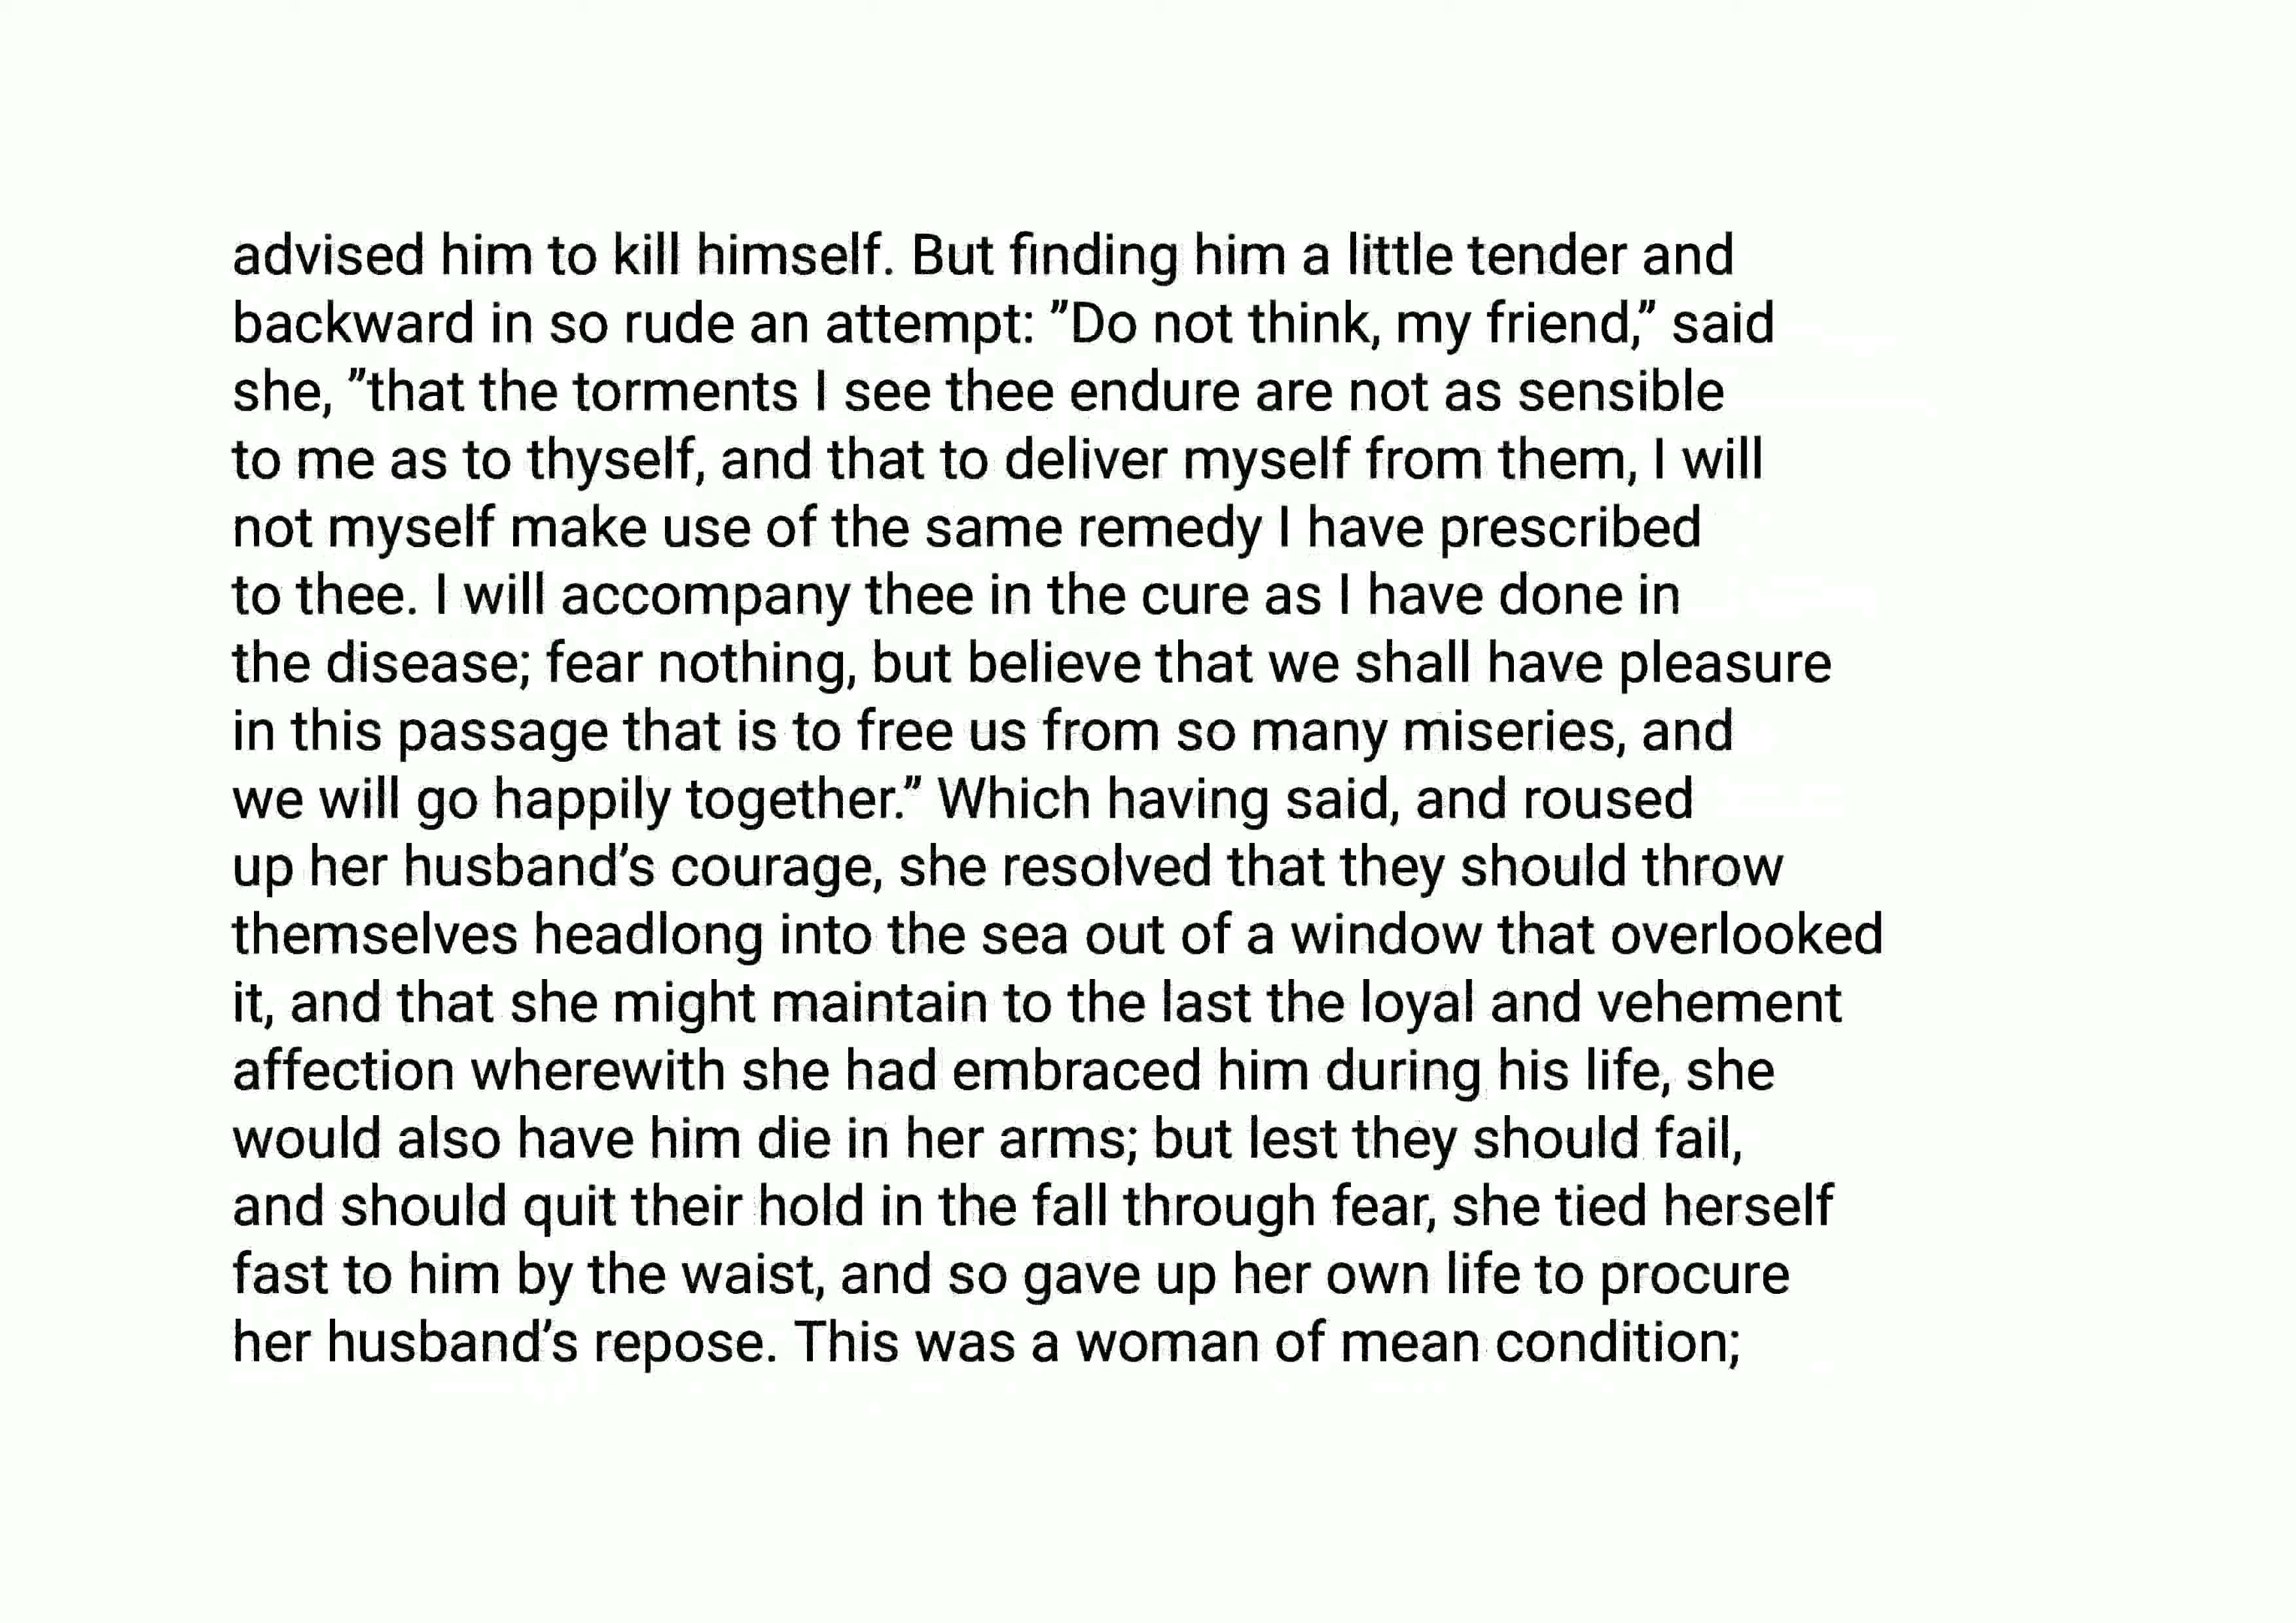 advised him to kill himself. But finding him a little tender and
backward in so rude an attempt: ”Do not think, my friend,” said
she, ”that the torments I see thee endure are not as sensible
to me as to thyself, and that to deliver myself from them, I will
not myself make use of the same remedy I have prescribed
to thee. I will accompany thee in the cure as I have done in
the disease; fear nothing, but believe that we shall have pleasure
in this passage that is to free us from so many miseries, and
we will go happily together.” Which having said, and roused
up her husband’s courage, she resolved that they should throw
themselves headlong into the sea out of a window that overlooked
it, and that she might maintain to the last the loyal and vehement
affection wherewith she had embraced him during his life, she
would also have him die in her arms; but lest they should fail,
and should quit their hold in the fall through fear, she tied herself
fast to him by the waist, and so gave up her own life to procure
her husband’s repose. This was a woman of mean condition;